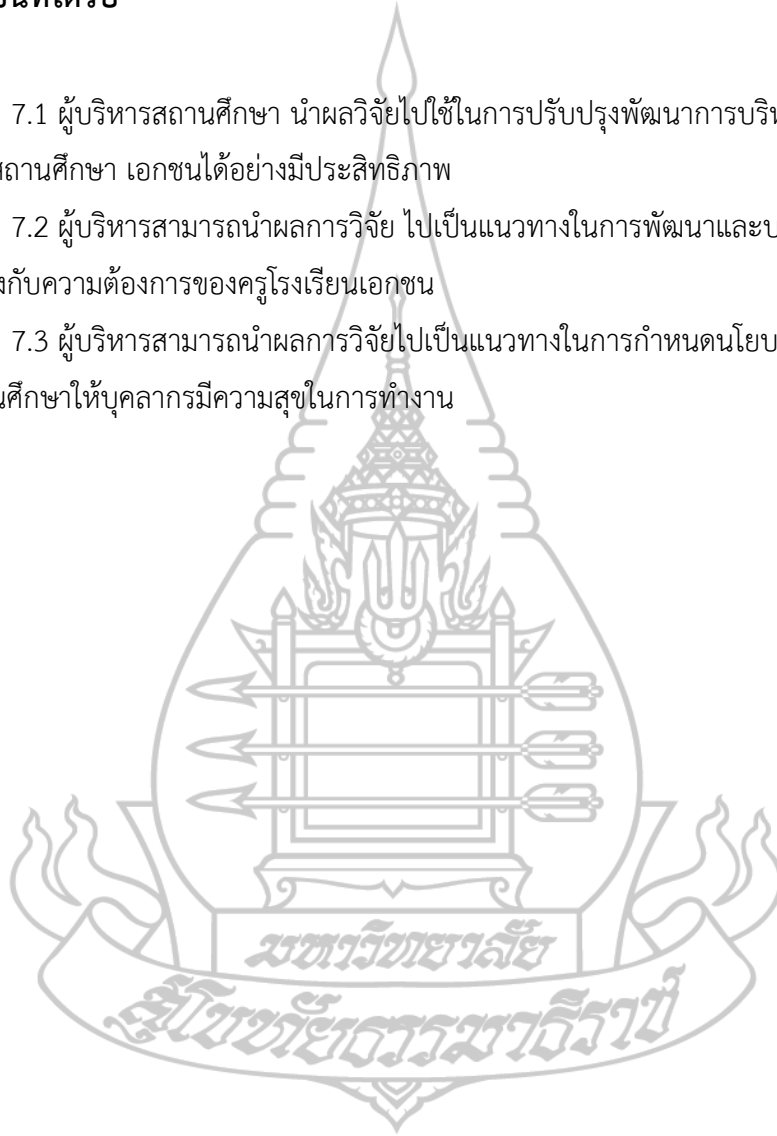 7.1 ผู้บริหารสถานศึกษา นำผลวิจัยไปใช้ในการปรับปรุงพัฒนาการบริห
สถานศึกษา เอกชนได้อย่างมีประสิทธิภาพ
7.2 ผู้บริหารสามารถนำผลการวิจัย ไปเป็นแนวทางในการพัฒนาและบ
งกับความต้องการของครูโรงเรียนเอกชน
7.3 ผู้บริหารสามารถนำผลการวิจัยไปเป็นแนวทางในการกำหนดนโยบ
นศึกษาให้บุคลากรมีความสุขในการทำงาน
มหาวิทยาลัย
สุโขทัยธรรมาธิราช